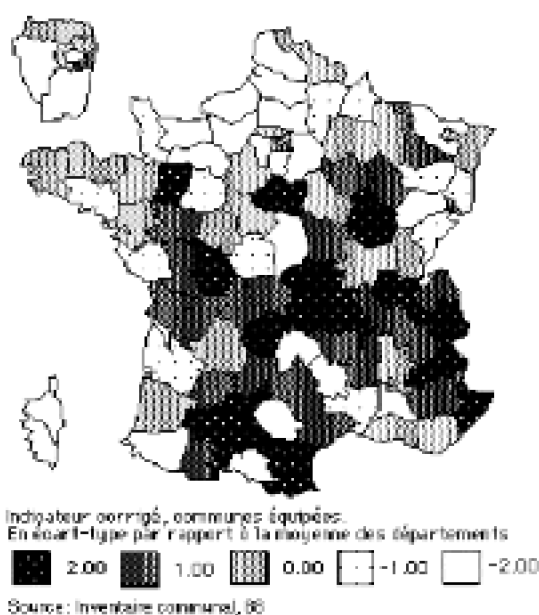 Indicateur corrigé, communes équipées.
En écart-type par rapport à la moyenne des départements
2.00 1.00 0.00 -1.00 -2.00
Source: Inventaire communal, 88